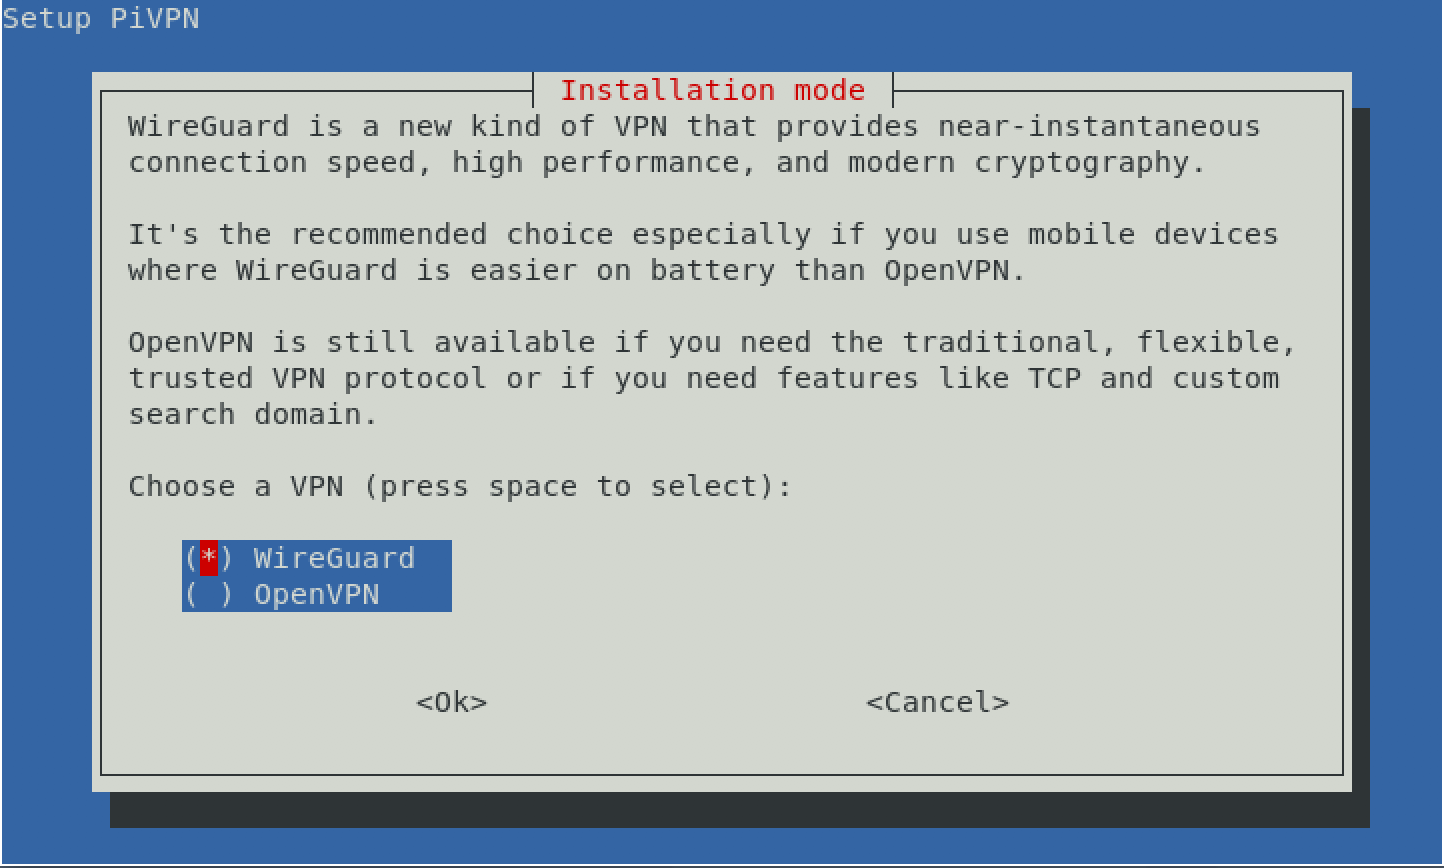 Setup PiVPN
Installation mode
WireGuard is a new kind of VPN that provides near-instantaneous
connection speed, high performance, and modern cryptography.
It's the recommended choice especially if you use mobile devices
where WireGuard is easier on battery than OpenVPN.
OpenVPN is still available if you need the traditional, flexible,
trusted VPN protocol or if you need features like TCP and custom
search domain.
Choose a VPN (press space to select):
(*) WireGuard
( ) OpenVPN
<Ok> <Cancel>